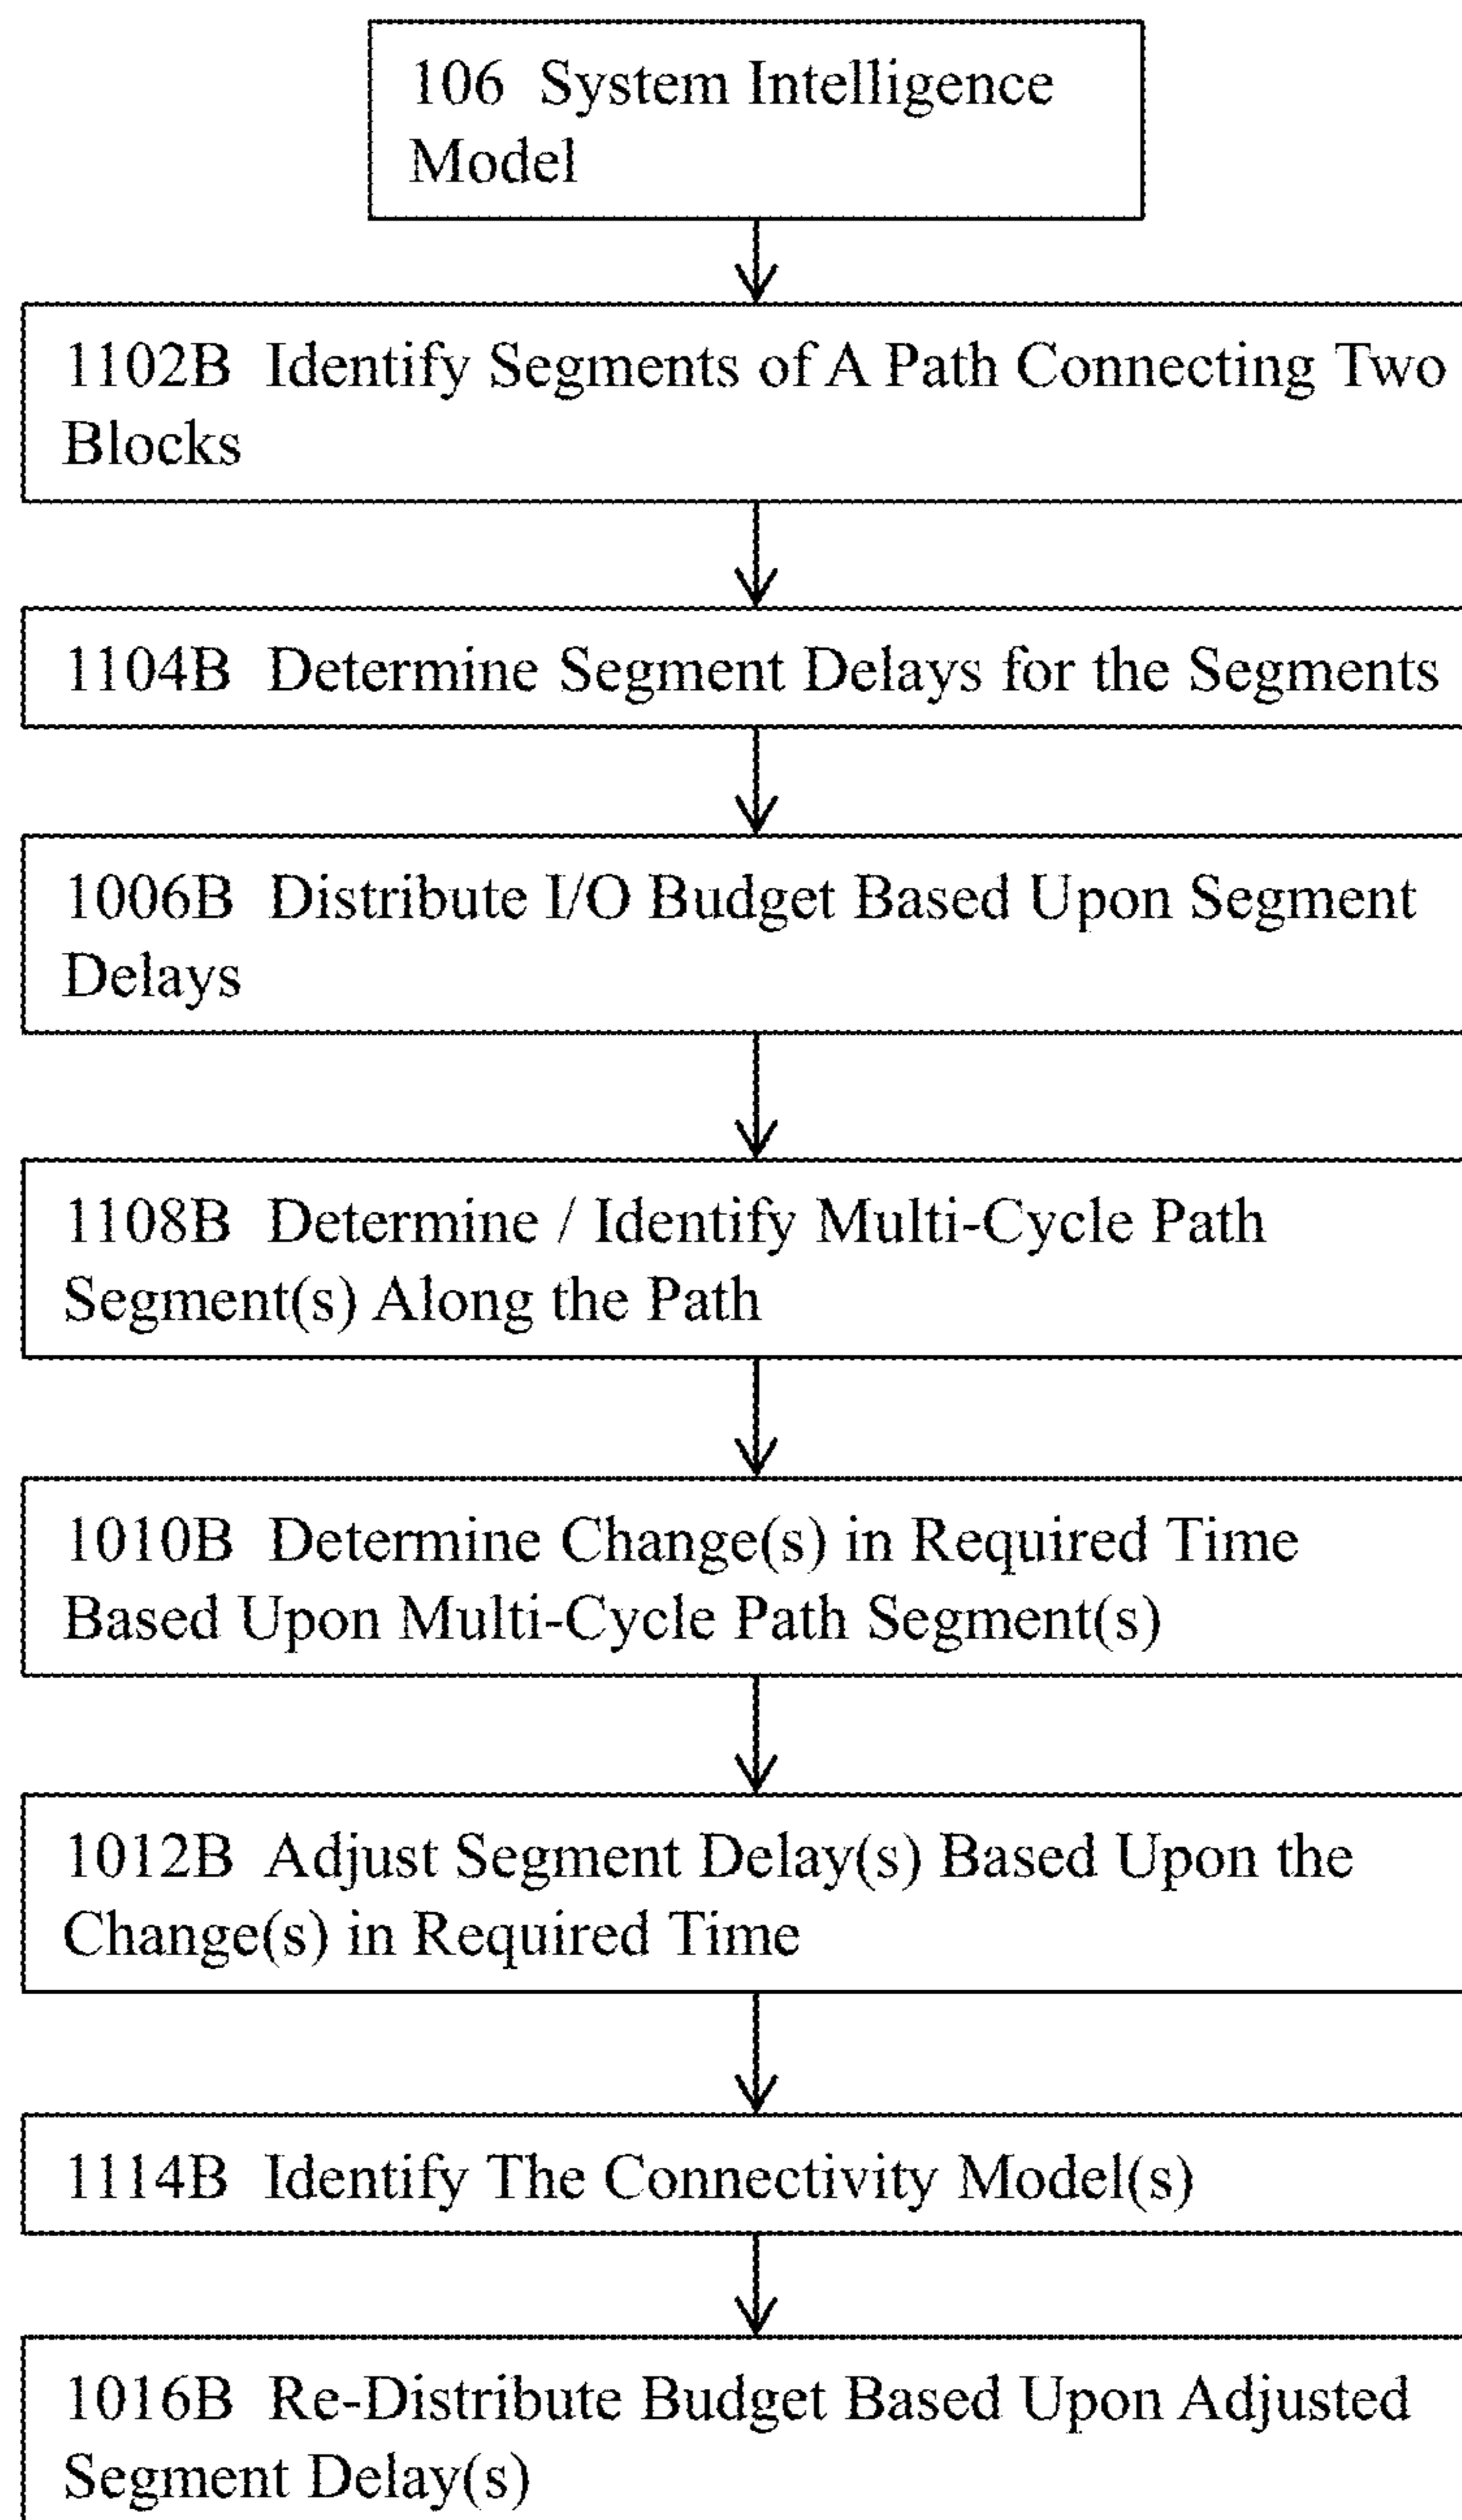 106 System Intelligence
Model
1102B Identify Segments of A Path Connecting Two
Blocks
1104B Determine Segment Delays for the Segments
1006B Distribute I/O Budget Based Upon Segment
Delays
1108B Determine / Identify Multi-Cycle Path
Segment(s) Along the Path
1010B Determine Change(s) in Required Time
Based Upon Multi-Cycle Path Segment(s)
1012B Adjust Segment Delay(s) Based Upon the
Change(s) in Required Time
1114B Identify The Connectivity Model(s)
1016B Re-Distribute Budget Based Upon Adjusted
Segment Delay(s)